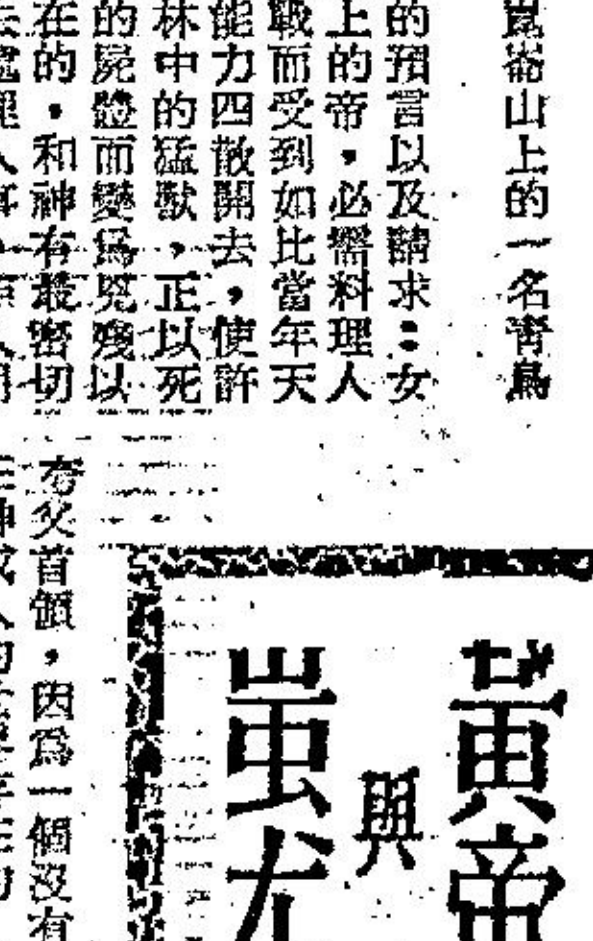 崑崙山上的一名青鳥
的預言以及請求：女
上的帝，必需料理人
戰而受到如比當年天
能力四散開去，使許
林中的猛獸，正以死
的屍體而變爲兇殘以
在的，和神有最密切
黃帝
與
蚩尤
夸父首領，因爲一個沒有